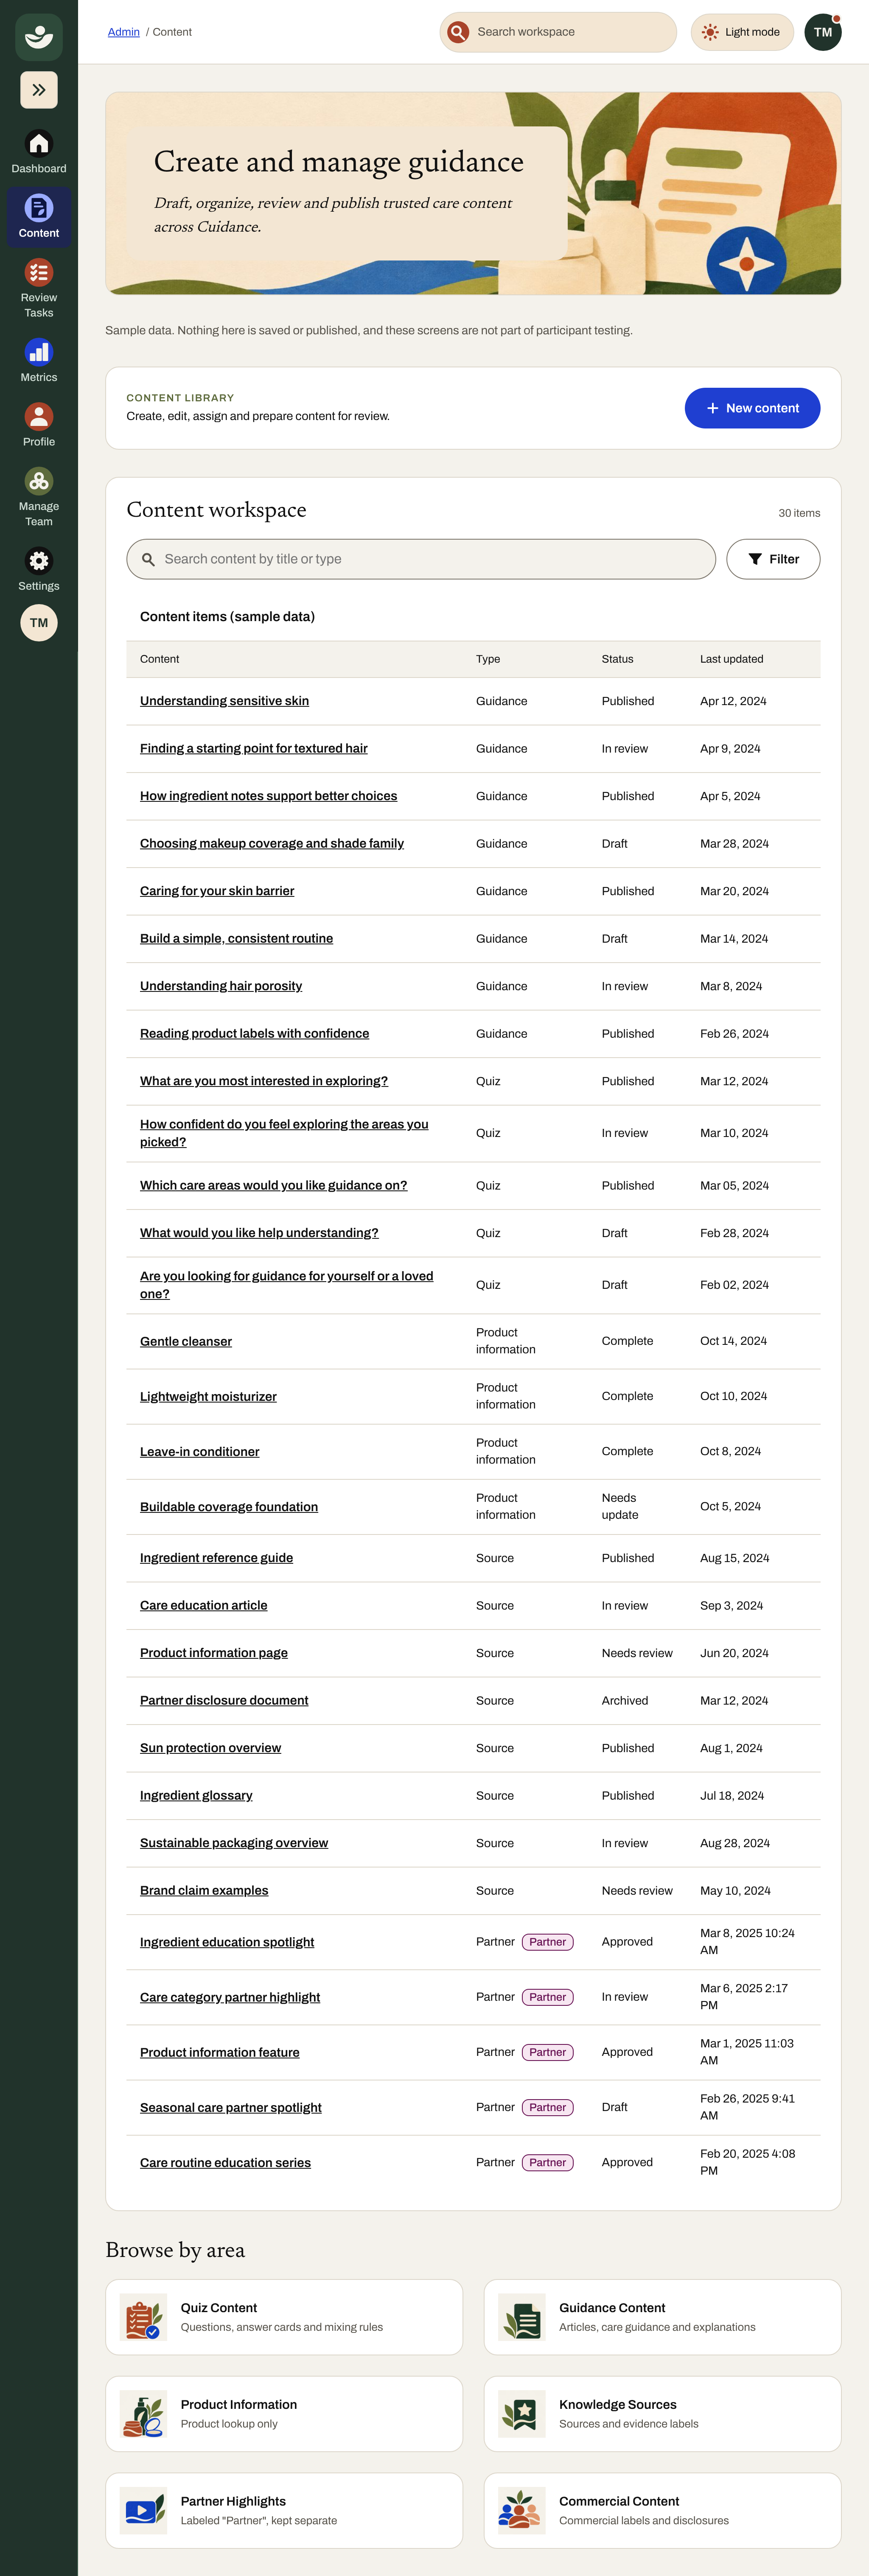 Admin / Content
Search workspace
Light mode
TM
Dashboard
Content
Review
Tasks
Metrics
Profile
Manage
Team
Settings
TM
Create and manage guidance
Draft, organize, review and publish trusted care content
across Cuidance.
Sample data. Nothing here is saved or published, and these screens are not part of participant testing.
CONTENT LIBRARY
Create, edit, assign and prepare content for review.
New content
Content workspace
30 items
Search content by title or type
Filter
Content items (sample data)
Content Type Status Last updated
Understanding sensitive skin Guidance Published Apr 12, 2024
Finding a starting point for textured hair Guidance In review Apr 9, 2024
How ingredient notes support better choices Guidance Published Apr 5, 2024
Choosing makeup coverage and shade family Guidance Draft Mar 28, 2024
Caring for your skin barrier Guidance Published Mar 20, 2024
Build a simple, consistent routine Guidance Draft Mar 14, 2024
Understanding hair porosity Guidance In review Mar 8, 2024
Reading product labels with confidence Guidance Published Feb 26, 2024
What are you most interested in exploring? Quiz Published Mar 12, 2024
How confident do you feel exploring the areas you
picked? Quiz In review Mar 10, 2024
Which care areas would you like guidance on? Quiz Published Mar 05, 2024
What would you like help understanding? Quiz Draft Feb 28, 2024
Are you looking for guidance for yourself or a loved
one? Quiz Draft Feb 02, 2024
Gentle cleanser Product
information Complete Oct 14, 2024
Lightweight moisturizer Product
information Complete Oct 10, 2024
Leave-in conditioner Product
information Complete Oct 8, 2024
Buildable coverage foundation Product
information Needs
update Oct 5, 2024
Ingredient reference guide Source Published Aug 15, 2024
Care education article Source In review Sep 3, 2024
Product information page Source Needs review Jun 20, 2024
Partner disclosure document Source Archived Mar 12, 2024
Sun protection overview Source Published Aug 1, 2024
Ingredient glossary Source Published Jul 18, 2024
Sustainable packaging overview Source In review Aug 28, 2024
Brand claim examples Source Needs review May 10, 2024
Ingredient education spotlight Partner Partner Approved Mar 8, 2025 10:24
AM
Care category partner highlight Partner Partner In review Mar 6, 2025 2:17
PM
Product information feature Partner Partner Approved Mar 1, 2025 11:03
AM
Seasonal care partner spotlight Partner Partner Draft Feb 26, 2025 9:41
AM
Care routine education series Partner Partner Approved Feb 20, 2025 4:08
PM
Browse by area
Quiz Content
Questions, answer cards and mixing rules
Guidance Content
Articles, care guidance and explanations
Product Information
Product lookup only
Knowledge Sources
Sources and evidence labels
Partner Highlights
Labeled "Partner", kept separate
Commercial Content
Commercial labels and disclosures